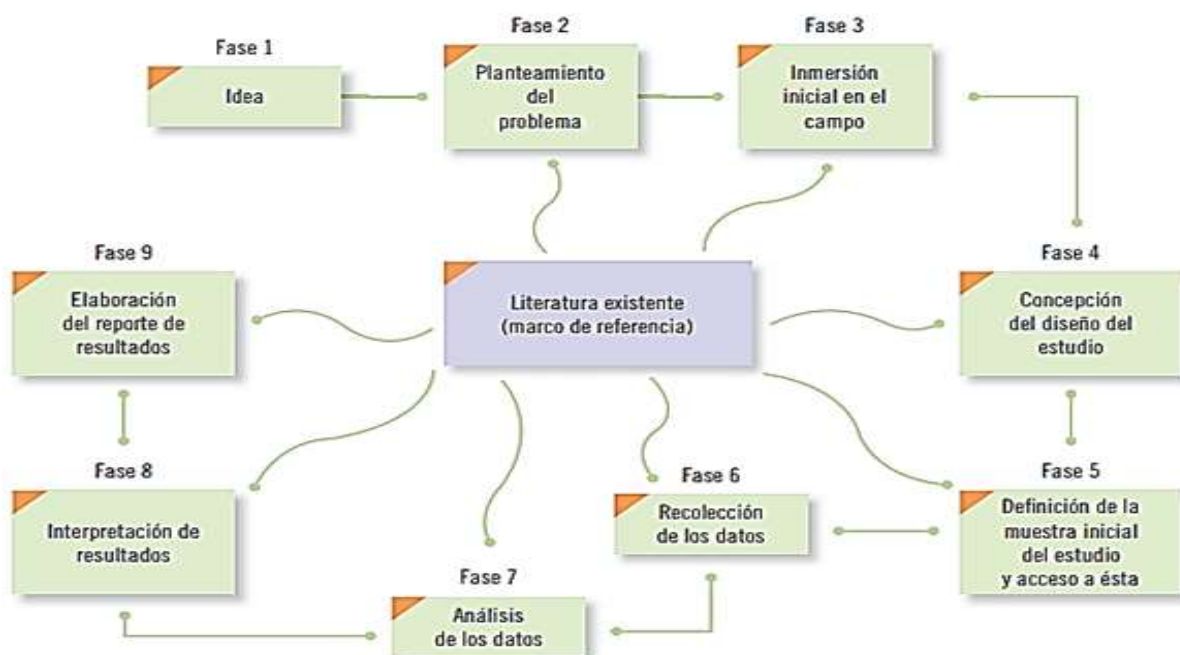 Fase 1
Idea
Fase 2
Planteamiento
del
problema
Fase 3
Inmersión
inicial en el
campo
Fase 4
Concepción
del diseño del
estudio
Fase 5
Definición de la
muestra inicial
del estudio
y acceso a ésta
Fase 6
Recolección
de los datos
Fase 7
Análisis
de los datos
Fase 8
Interpretación de
resultados
Fase 9
Elaboración
del reporte de
resultados
Literatura existente
(marco de referencia)